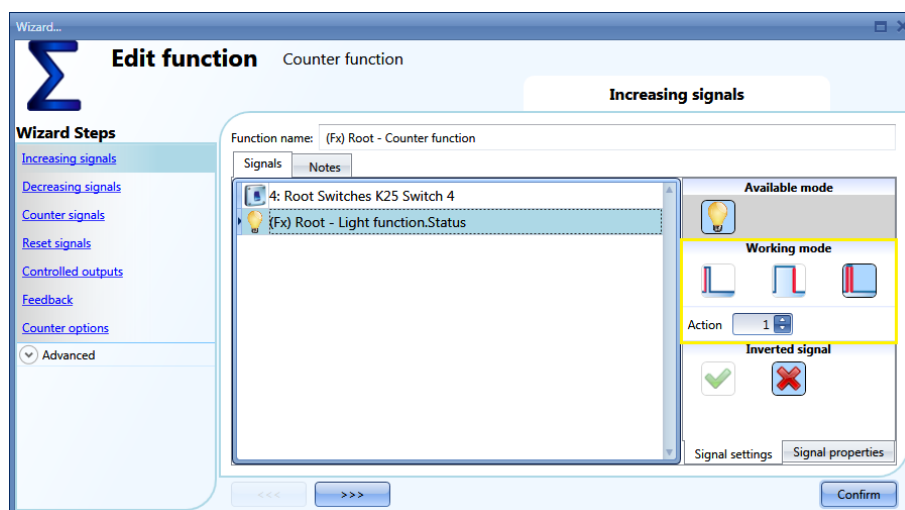 Wizard...
Edit function Counter function
Increasing signals
Wizard Steps
Increasing signals
Decreasing signals
Counter signals
Reset signals
Controlled outputs
Feedback
Counter options
Advanced
Function name: (Fx) Root - Counter function
Signals Notes
4: Root Switches K25 Switch 4
(Fx) Root - Light function.Status
Available mode
Working mode
Action 1
Inverted signal
Signal settings Signal properties
<<< >>> Confirm